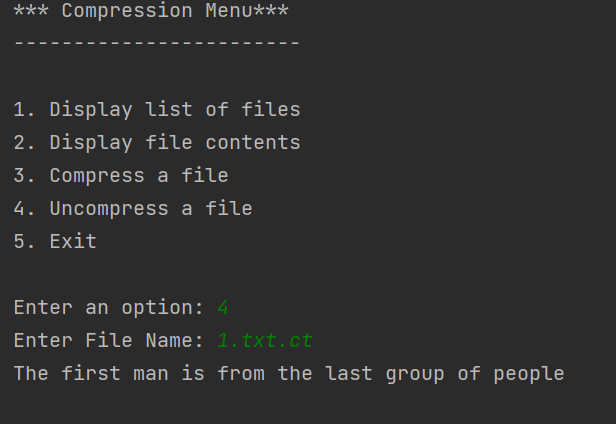 *** Compression Menu***
------------------------
1. Display list of files
2. Display file contents
3. Compress a file
4. Uncompress a file
5. Exit
Enter an option: 4
Enter File Name: 1.txt.ct
The first man is from the last group of people